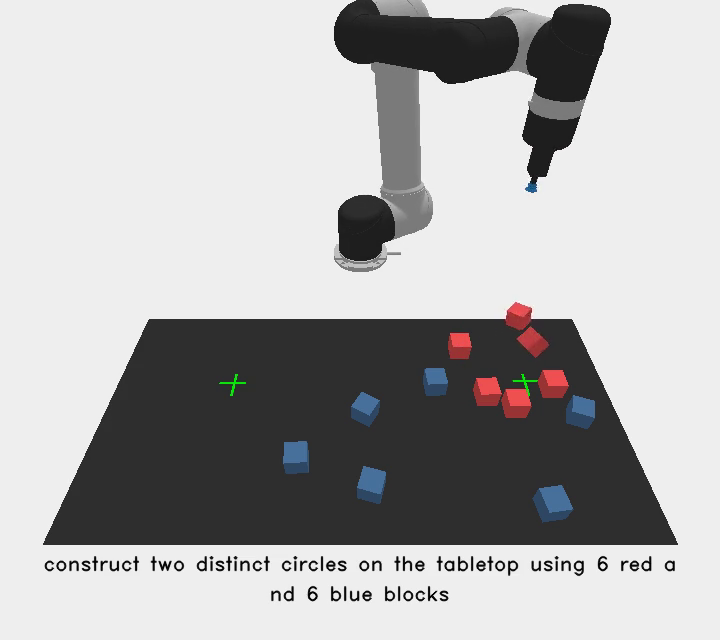 construct two distinct circles on the tabletop using 6 red a
nd 6 blue blocks